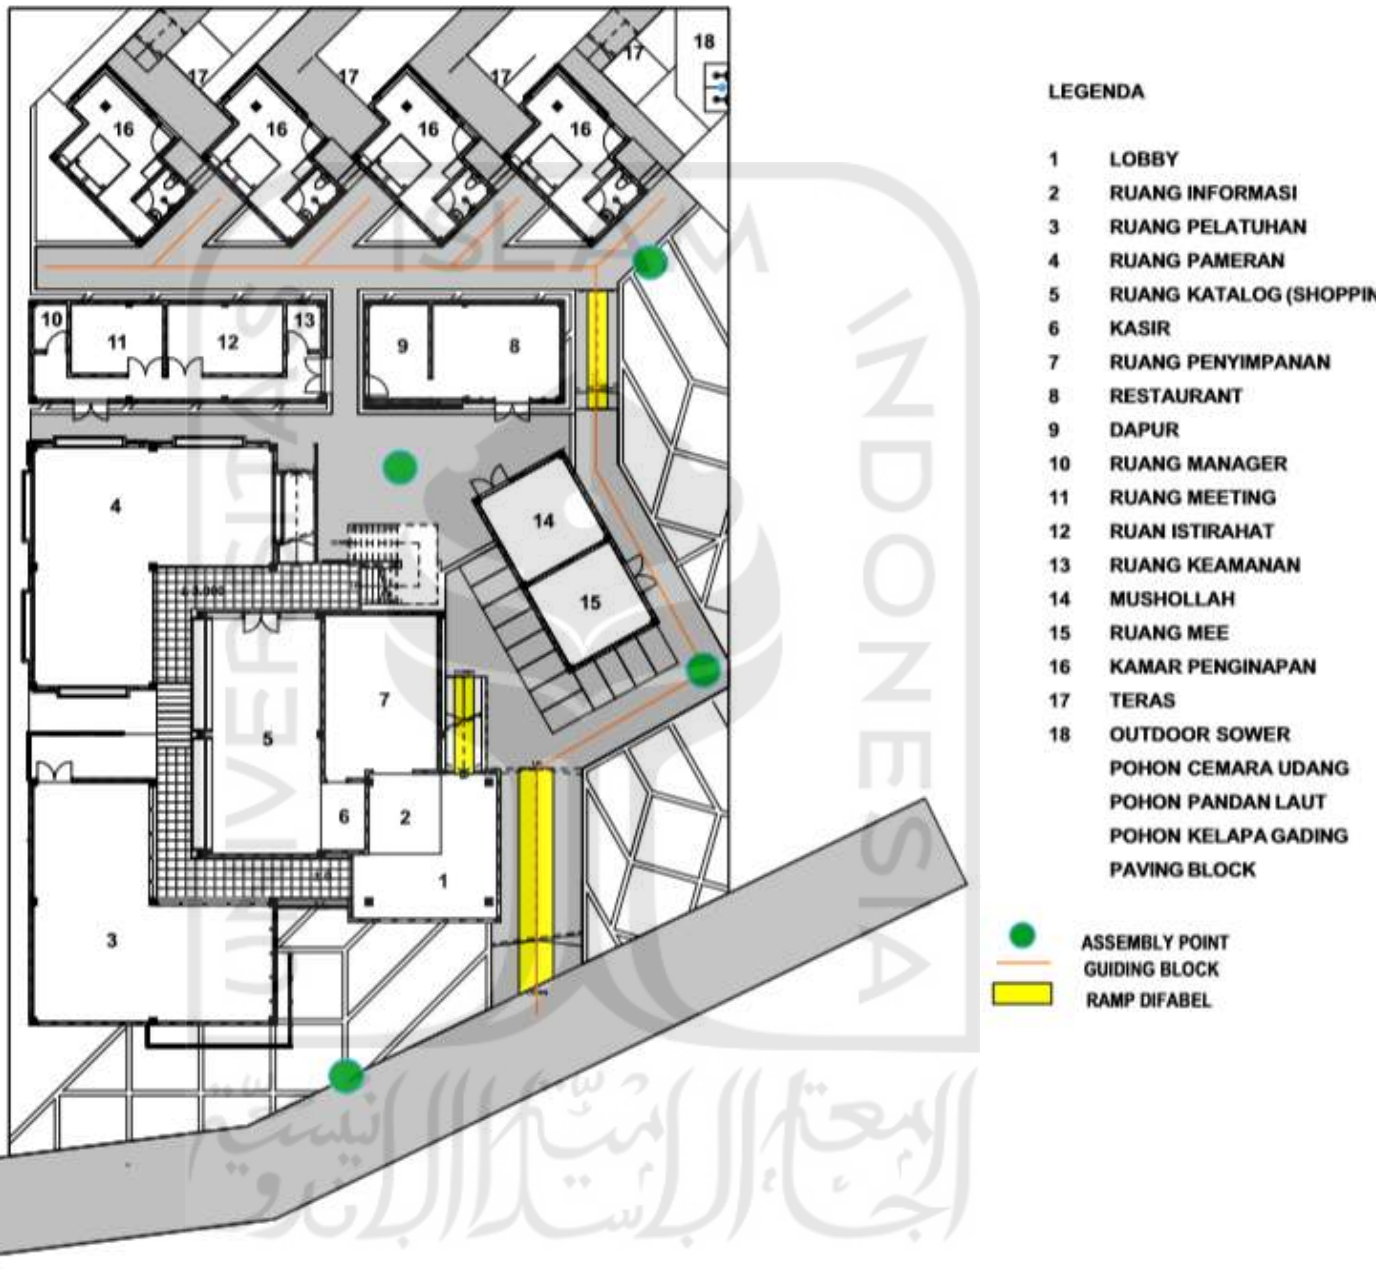 18
17
17
17
17
16
16
16
16
10
11
12
13
9
8
4
14
15
7
5
6
2
1
3
LEGENDA
1 LOBBY
2 RUANG INFORMASI
3 RUANG PELATUHAN
4 RUANG PAMERAN
5 RUANG KATALOG (SHOPPIN
6 KASIR
7 RUANG PENYIMPANAN
8 RESTAURANT
9 DAPUR
10 RUANG MANAGER
11 RUANG MEETING
12 RUAN ISTIRAHAT
13 RUANG KEAMANAN
14 MUSHOLLAH
15 RUANG MEE
16 KAMAR PENGINAPAN
17 TERAS
18 OUTDOOR SOWER
POHON CEMARA UDANG
POHON PANDAN LAUT
POHON KELAPA GADING
PAVING BLOCK
ASSEMBLY POINT
GUIDING BLOCK
RAMP DIFABEL
UNIVERSITAS
ISLAM
INDONESIA